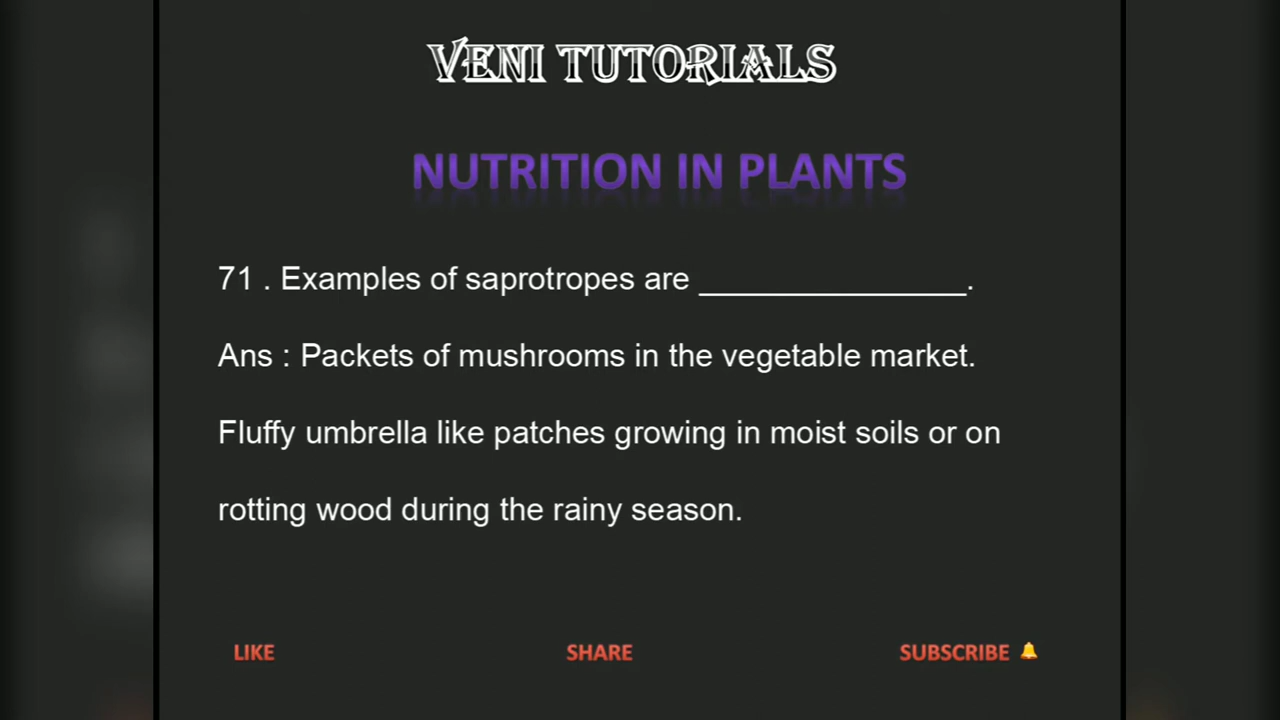 VENI TUTORIALS
NUTRITION IN PLANTS
71 . Examples of saprotropes are _______________.
Ans : Packets of mushrooms in the vegetable market.
Fluffy umbrella like patches growing in moist soils or on
rotting wood during the rainy season.
LIKE SHARE SUBSCRIBE 🔔